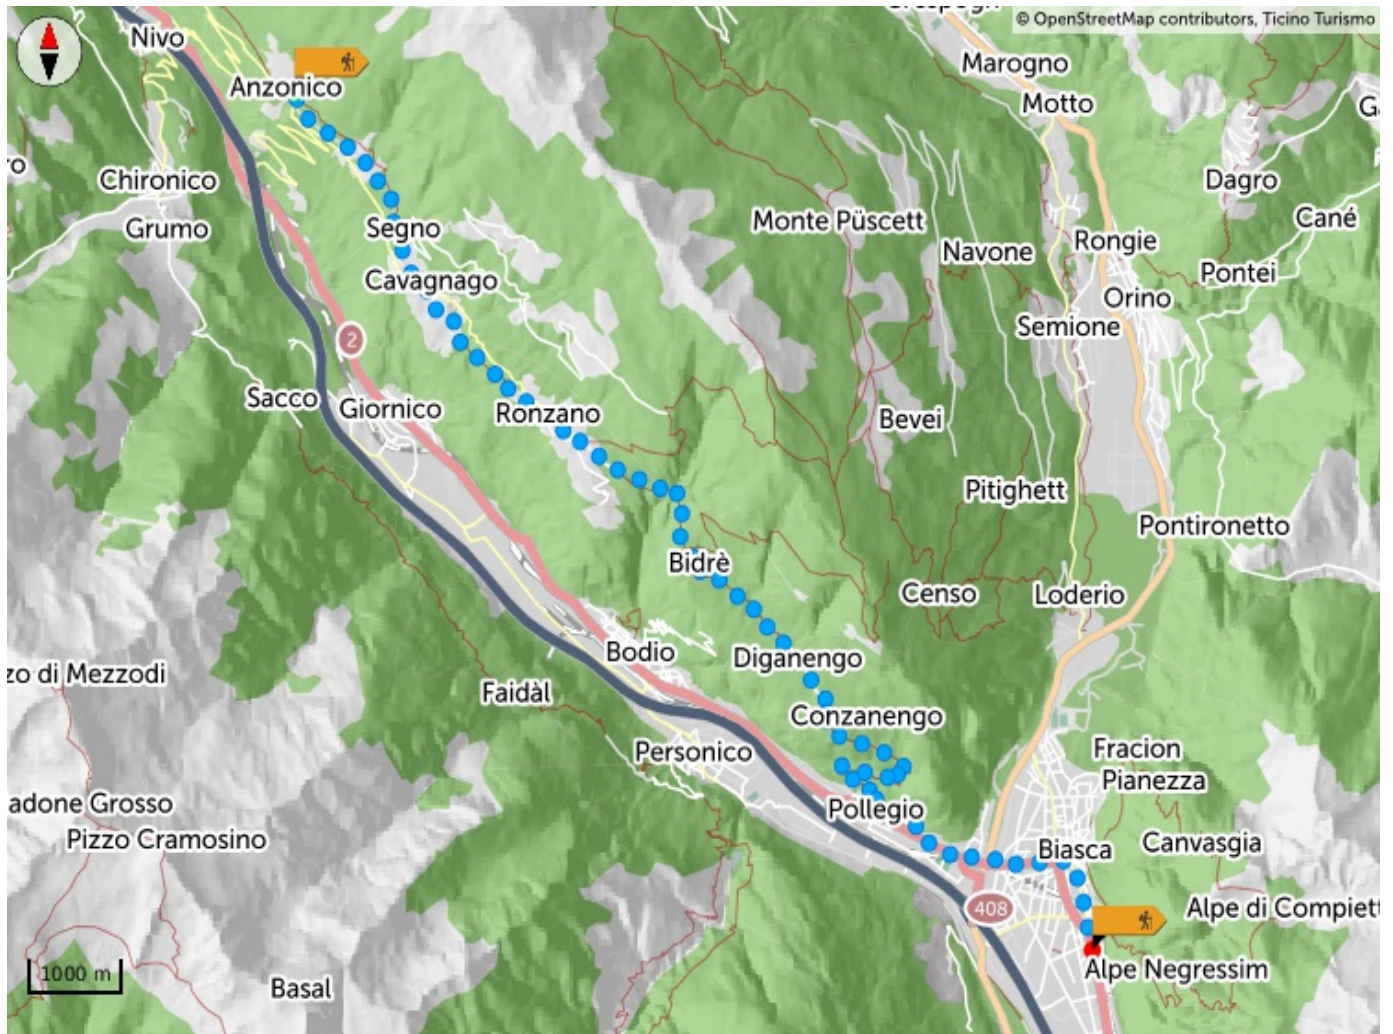 © OpenStreetMap contributors, Ticino Turismo
Nivo
Marogno
Anzonico
Motto
Chironico
Dagro
Grumo
Segno
Monte Püscett
Cané
Navone
Rongie
Pontei
Cavagnago
Orino
Semione
2
Sacco
Giornico
Ronzano
Bevei
Pitighett
Pontironetto
Bidrè
Censo
Loderio
Bodio
Diganengo
zo di Mezzodi
Faidàl
Conzanengo
Personico
Fracion
Pianezza
adone Grosso
Pollegio
Pizzo Cramosino
Biasca
Canvasgia
408
Alpe di Compiett
Alpe Negressim
1000 m
Basal